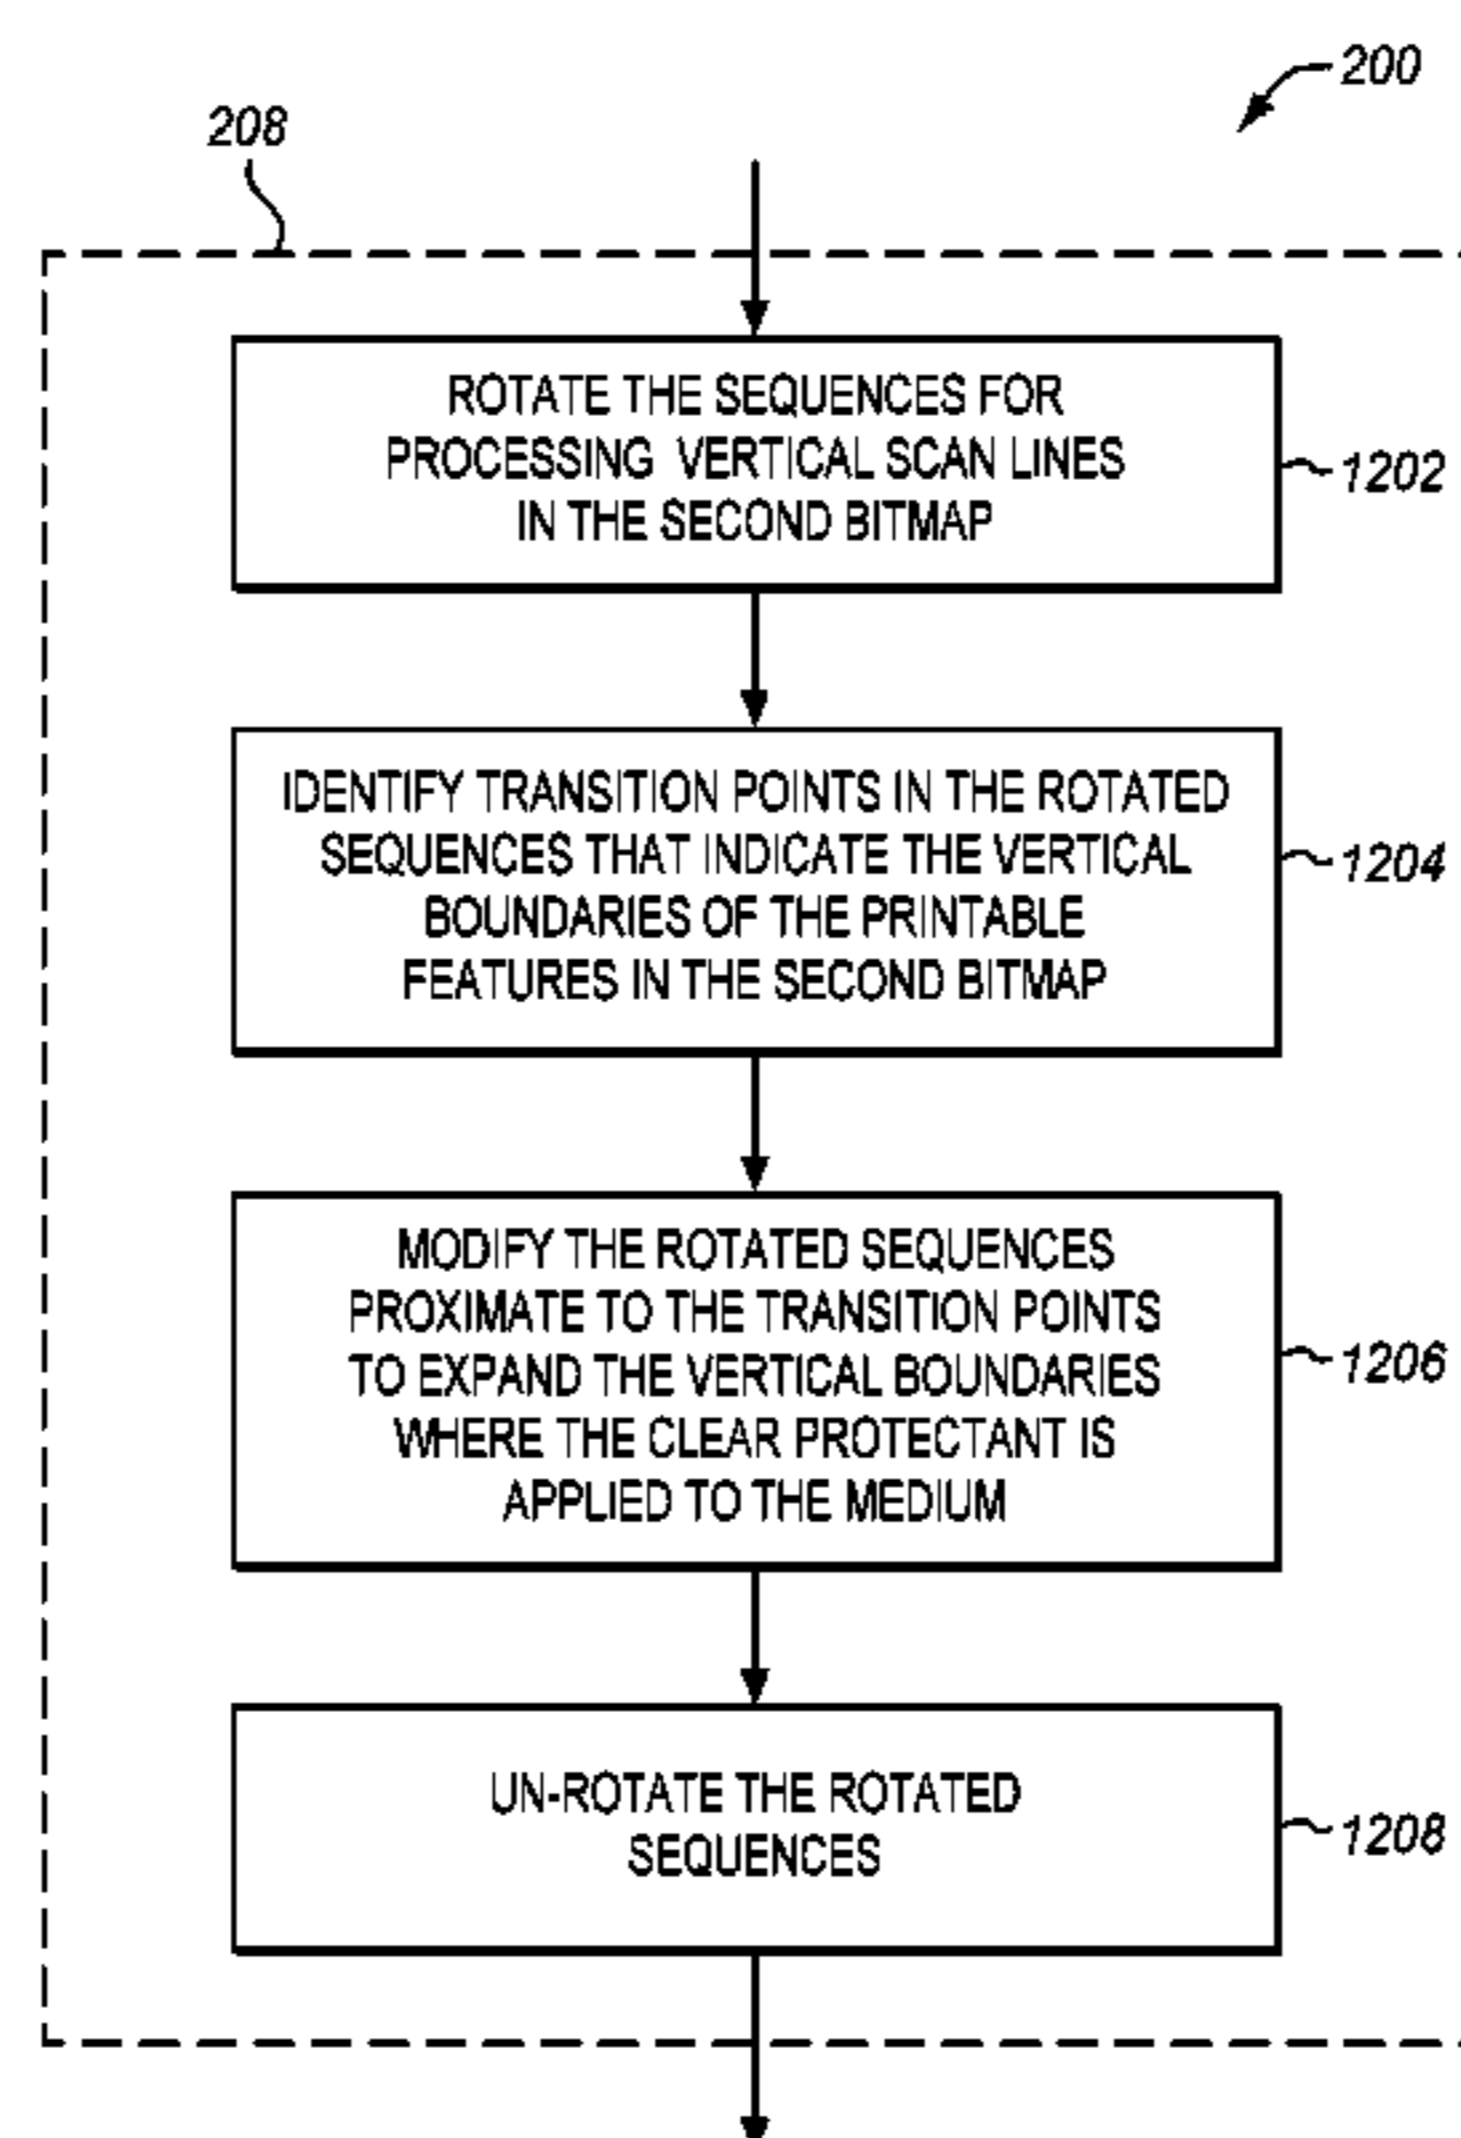 200
208
ROTATE THE SEQUENCES FOR
PROCESSING VERTICAL SCAN LINES
IN THE SECOND BITMAP
1202
IDENTIFY TRANSITION POINTS IN THE ROTATED
SEQUENCES THAT INDICATE THE VERTICAL
BOUNDARIES OF THE PRINTABLE
FEATURES IN THE SECOND BITMAP
1204
MODIFY THE ROTATED SEQUENCES
PROXIMATE TO THE TRANSITION POINTS
TO EXPAND THE VERTICAL BOUNDARIES
WHERE THE CLEAR PROTECTANT IS
APPLIED TO THE MEDIUM
1206
UN-ROTATE THE ROTATED
SEQUENCES
1208